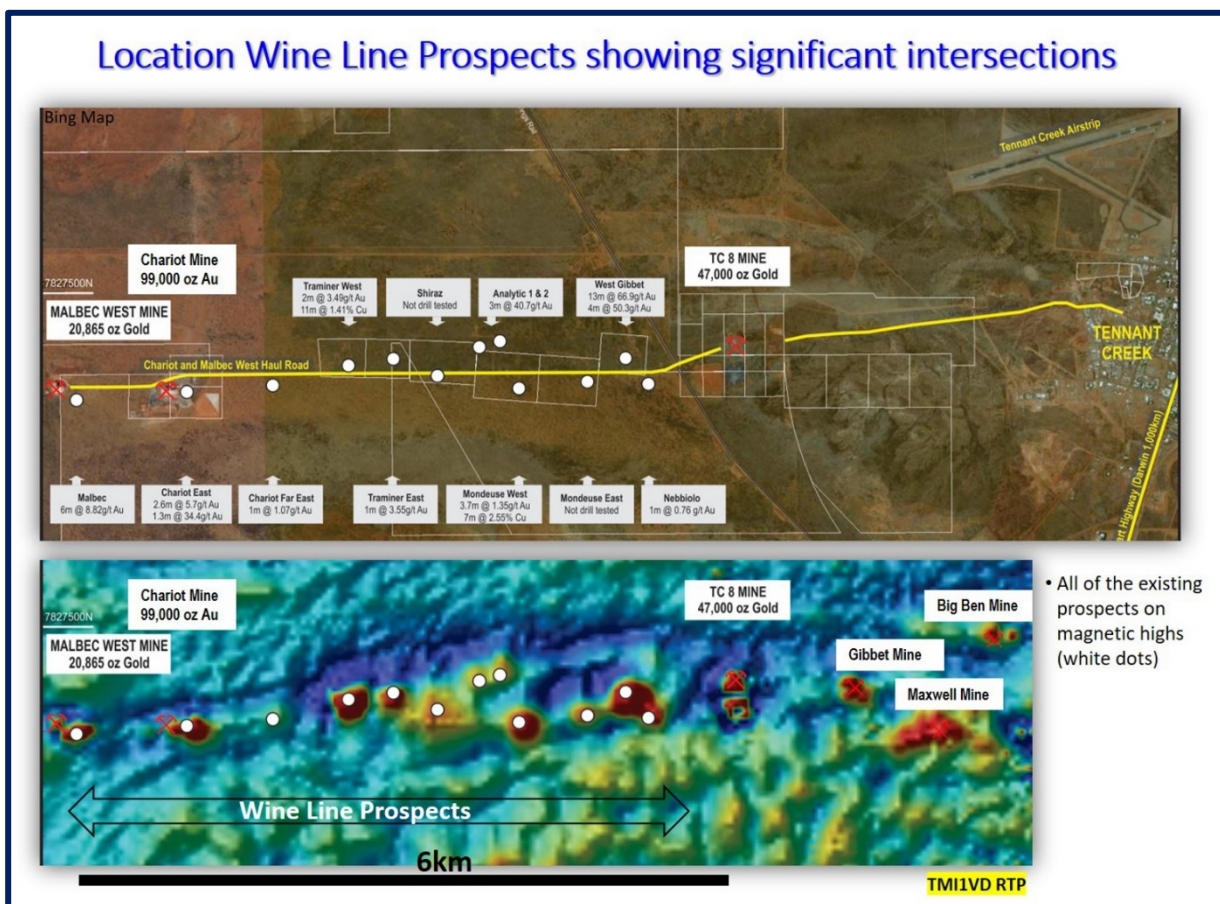 Location Wine Line Prospects showing significant intersections
Bing Map
Tennant Creek Airstrip
Chariot Mine
99,000 oz Au
TC 8 MINE
47,000 oz Gold
7827500N
MALBEC WEST MINE
20,865 oz Gold
Traminer West
2m @ 3.49g/t Au
11m @ 1.41% Cu
Shiraz
Not drill tested
Analytic 1 & 2
3m @ 40.7g/t Au
West Gibbet
13m @ 66.9g/t Au
4m @ 50.3g/t Au
TENNANT
CREEK
Chariot and Malbec West Haul Road
Malbec
6m @ 8.82g/t Au
Chariot East
2.6m @ 5.7g/t Au
1.3m @ 34.4g/t Au
Chariot Far East
1m @ 1.07g/t Au
Traminer East
1m @ 3.55g/t Au
Mondeuse West
3.7m @ 1.35g/t Au
7m @ 2.55% Cu
Mondeuse East
Not drill tested
Nebbiolo
1m @ 0.76 g/t Au
art Highway (Darwin 1,000km)
Chariot Mine
99,000 oz Au
TC 8 MINE
47,000 oz Gold
7827500N
MALBEC WEST MINE
20,865 oz Gold
Big Ben Mine
Gibbet Mine
Maxwell Mine
• All of the existing
prospects on
magnetic highs
(white dots)
Wine Line Prospects
6km
TMI1VD RTP